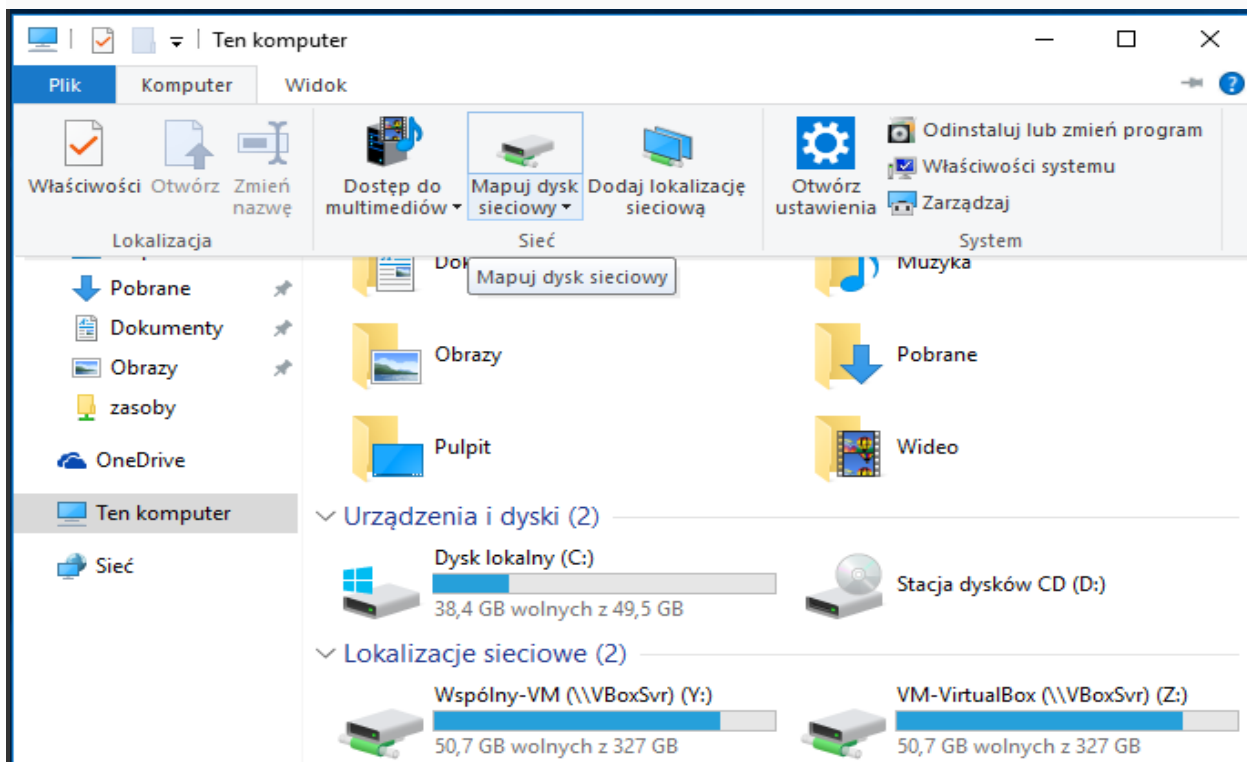 Ten komputer
Plik Komputer Widok
Właściwości Otwórz Zmień nazwę
Dostęp do multimediów Mapuj dysk sieciowy Dodaj lokalizację sieciową
Otwórz ustawienia
Odinstaluj lub zmień program
Właściwości systemu
Zarządzaj
Lokalizacja Sieć System
Mapuj dysk sieciowy
Pobrane
Dokumenty
Obrazy
zasoby
OneDrive
Ten komputer
Sieć
Muzyka
Obrazy
Pobrane
Pulpit
Wideo
Urządzenia i dyski (2)
Dysk lokalny (C:)
38,4 GB wolnych z 49,5 GB
Stacja dysków CD (D:)
Lokalizacje sieciowe (2)
Wspólny-VM (\\VBoxSvr) (Y:)
50,7 GB wolnych z 327 GB
VM-VirtualBox (\\VBoxSvr) (Z:)
50,7 GB wolnych z 327 GB